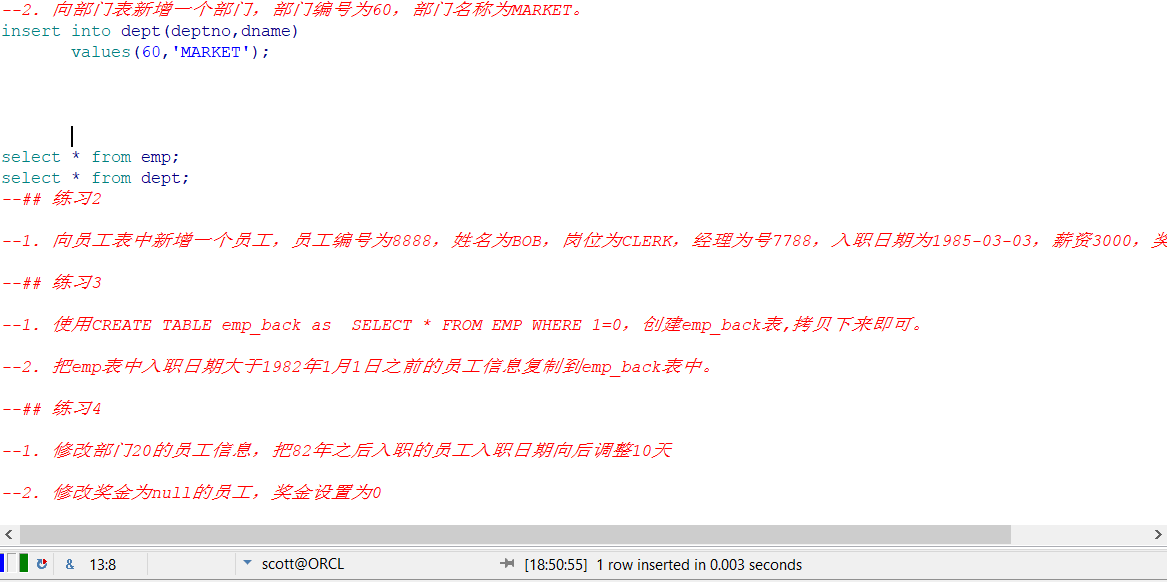 --2. 向部门表新增一个部门，部门编号为60，部门名称为MARKET。
insert into dept(deptno,dname)
values(60,'MARKET');
select * from emp;
select * from dept;
--## 练习2
--1. 向员工表中新增一个员工，员工编号为8888，姓名为BOB，岗位为CLERK，经理为号7788，入职日期为1985-03-03，薪资3000，奖
--## 练习3
--1. 使用CREATE TABLE emp_back as  SELECT * FROM EMP WHERE 1=0，创建emp_back表,拷贝下来即可。
--2. 把emp表中入职日期大于1982年1月1日之前的员工信息复制到emp_back表中。
--## 练习4
--1. 修改部门20的员工信息，把82年之后入职的员工入职日期向后调整10天
--2. 修改奖金为null的员工，奖金设置为0
& 13:8 scott@ORCL [18:50:55] 1 row inserted in 0.003 seconds